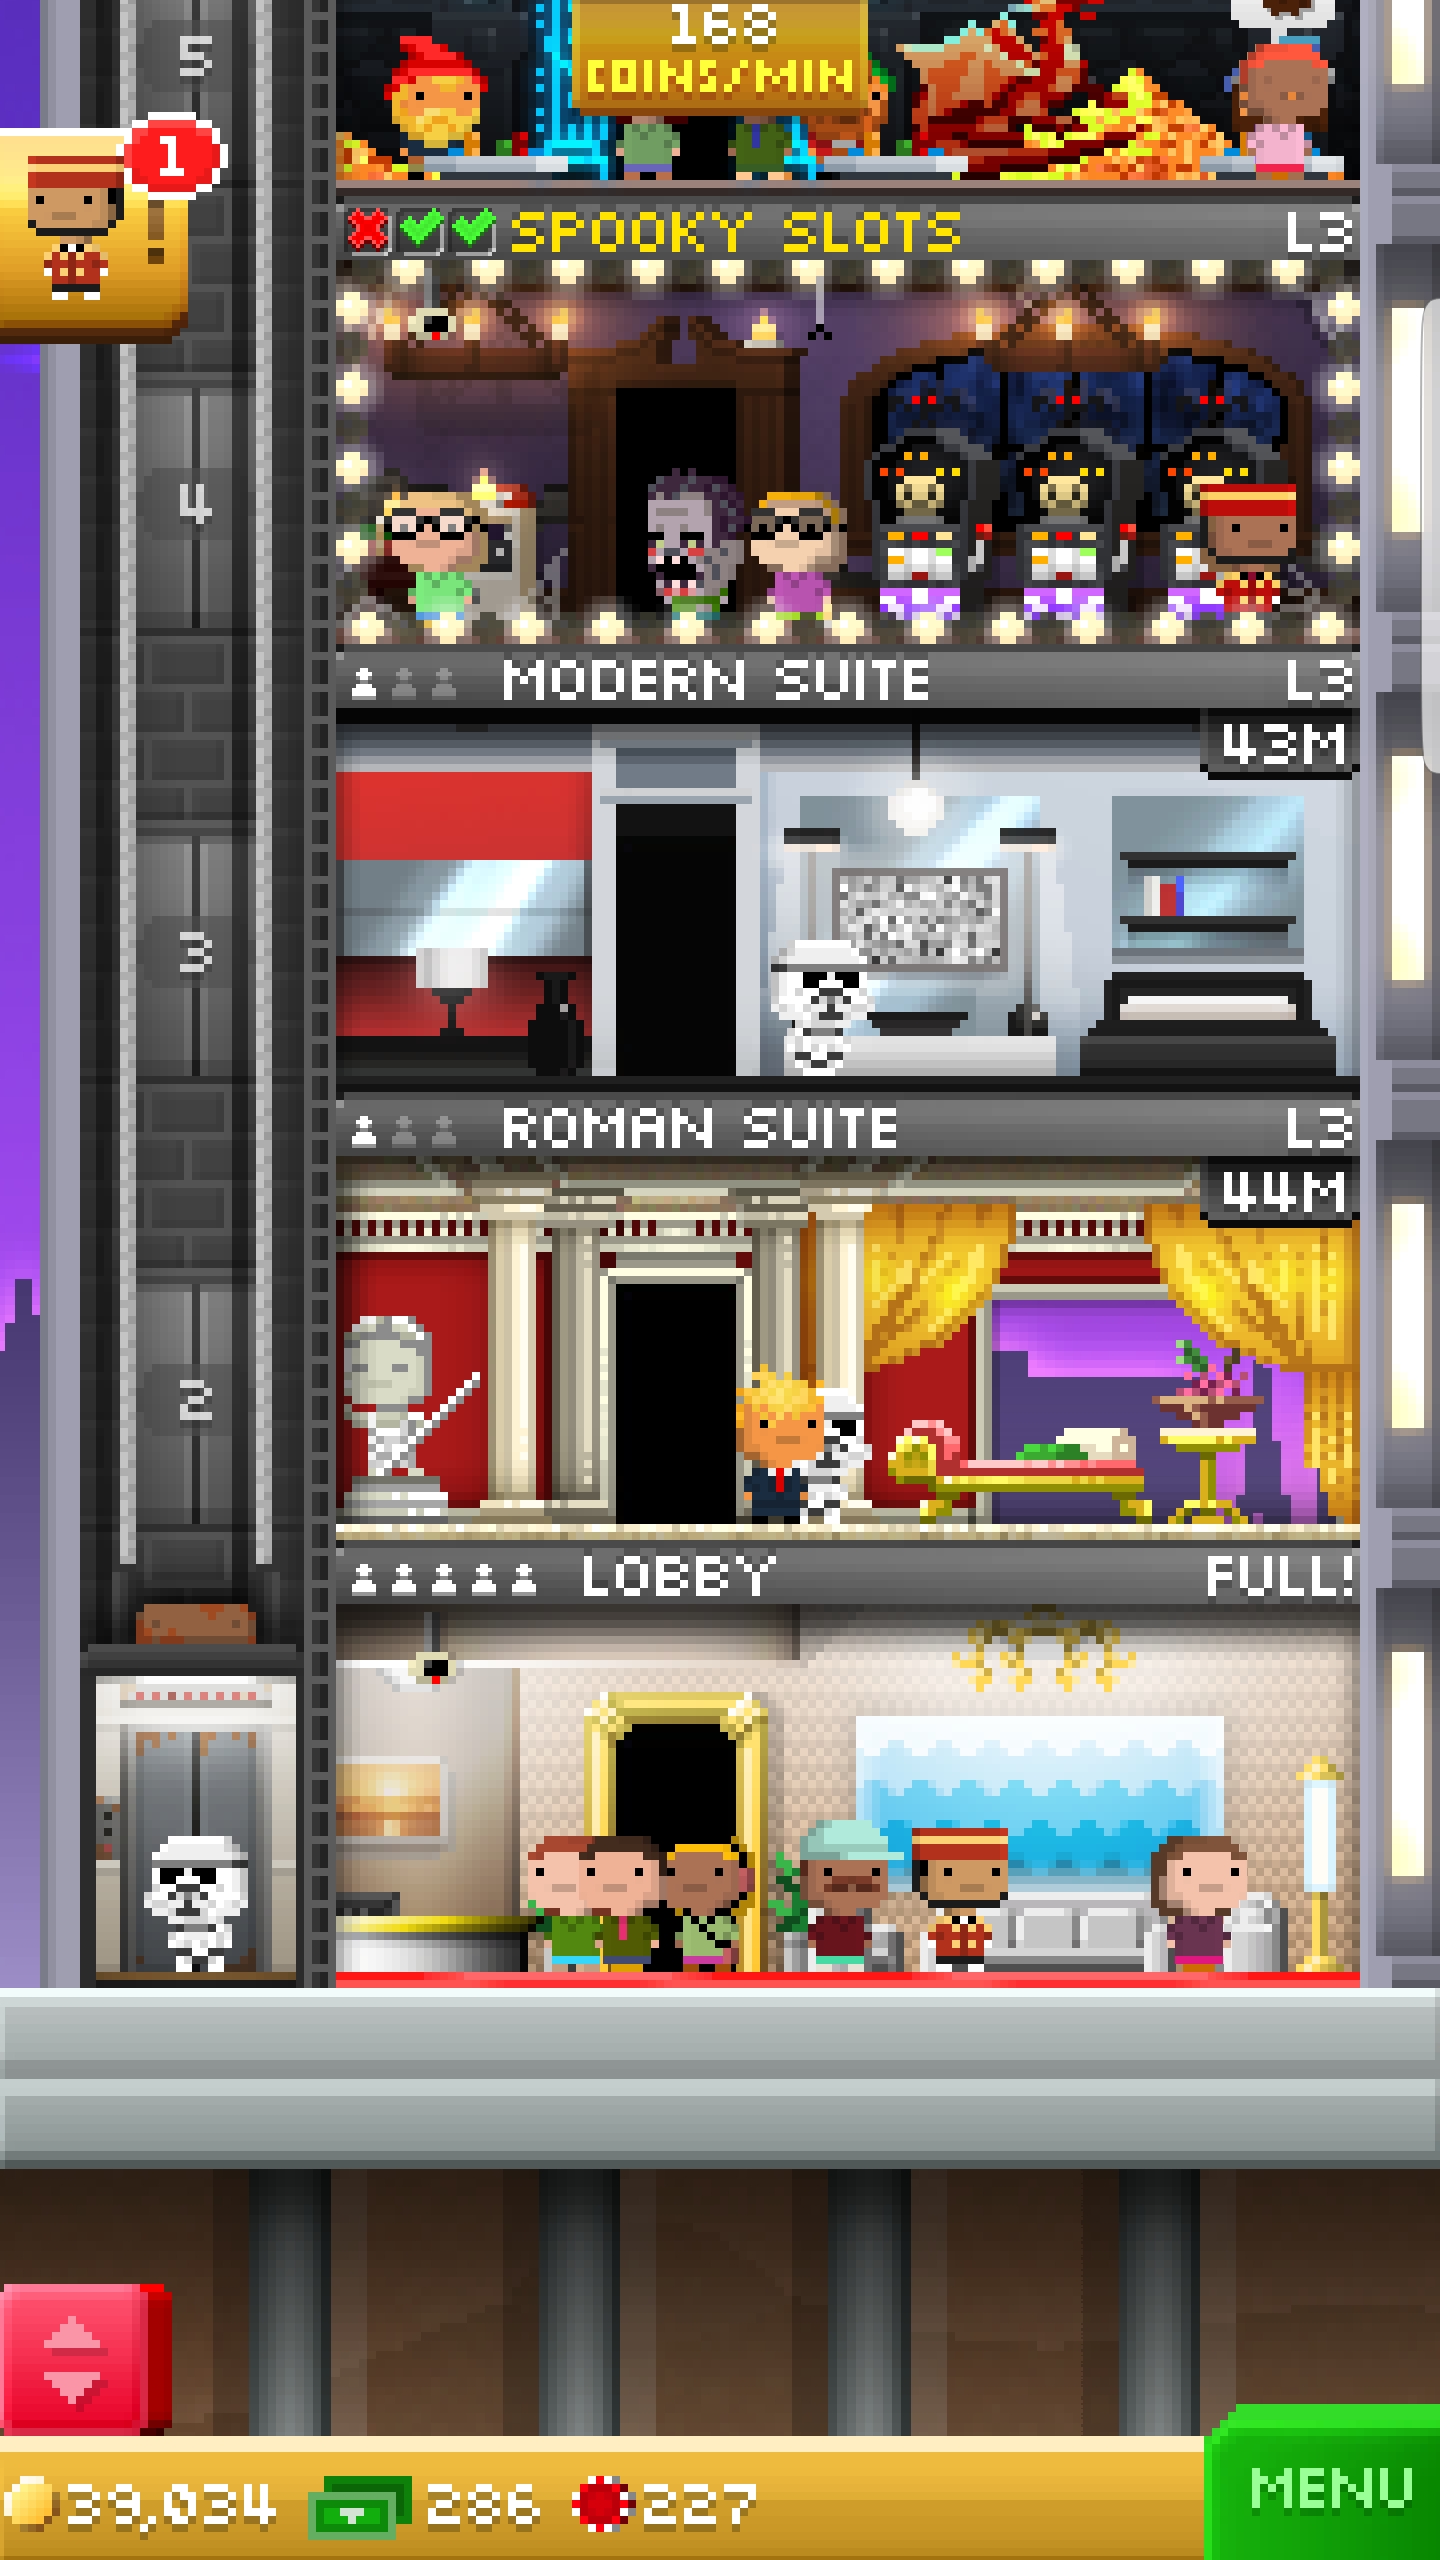 168
COINS/MIN
5
1
!
SPOOKY SLOTS L3
4
MODERN SUITE L3
43M
3
ROMAN SUITE L3
44M
2
LOBBY FULL!
39,034 286 227
MENU